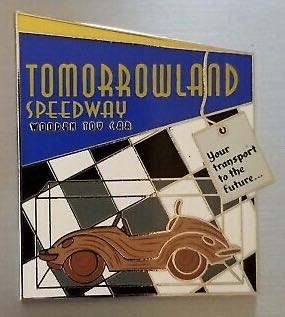 TOMORROWLAND
SPEEDWAY
WOODEN TOY CAR
Your
transport
to the
future...